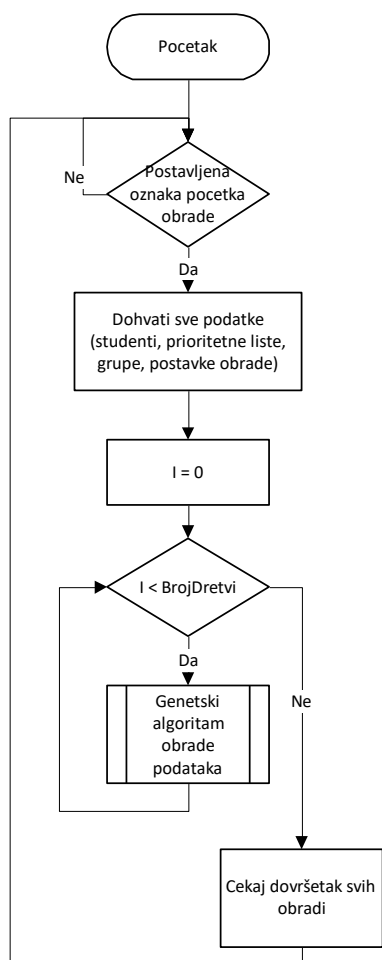 Pocetak
Postavljena
oznaka pocetka
obrade
Ne
Da
Dohvati sve podatke
(studenti, prioritetne liste,
grupe, postavke obrade)
I = 0
I < BrojDretvi
Da
Ne
Genetski
algoritam
obrade
podataka
Cekaj dovršetak svih
obradi